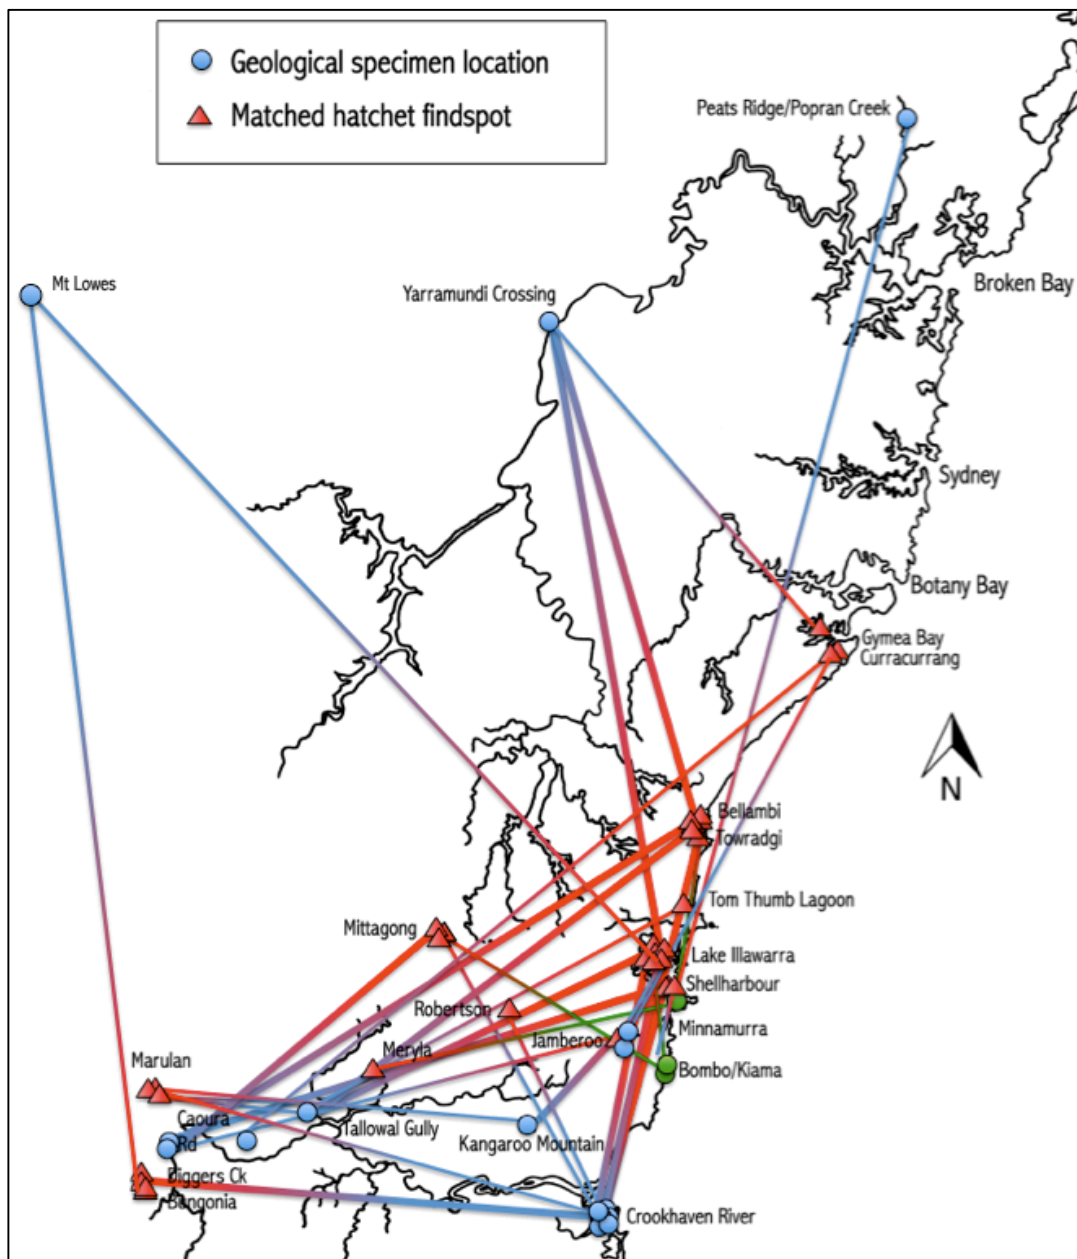 Geological specimen location
Matched hatchet findspot
Peats Ridge/Popran Creek
Mt Lowes
Yarramundi Crossing
Broken Bay
Sydney
Botany Bay
Gymea Bay
Curracurrang
N
Bellambi
Towradgi
Tom Thumb Lagoon
Mittagong
Lake Illawarra
Shellharbour
Robertson
Minnamurra
Jamberoo
Meryla
Marulan
Bombo/Kiama
Caoura
Rd
Tallowal Gully
Kangaroo Mountain
Diggers Ck
Bungonia
Crookhaven River